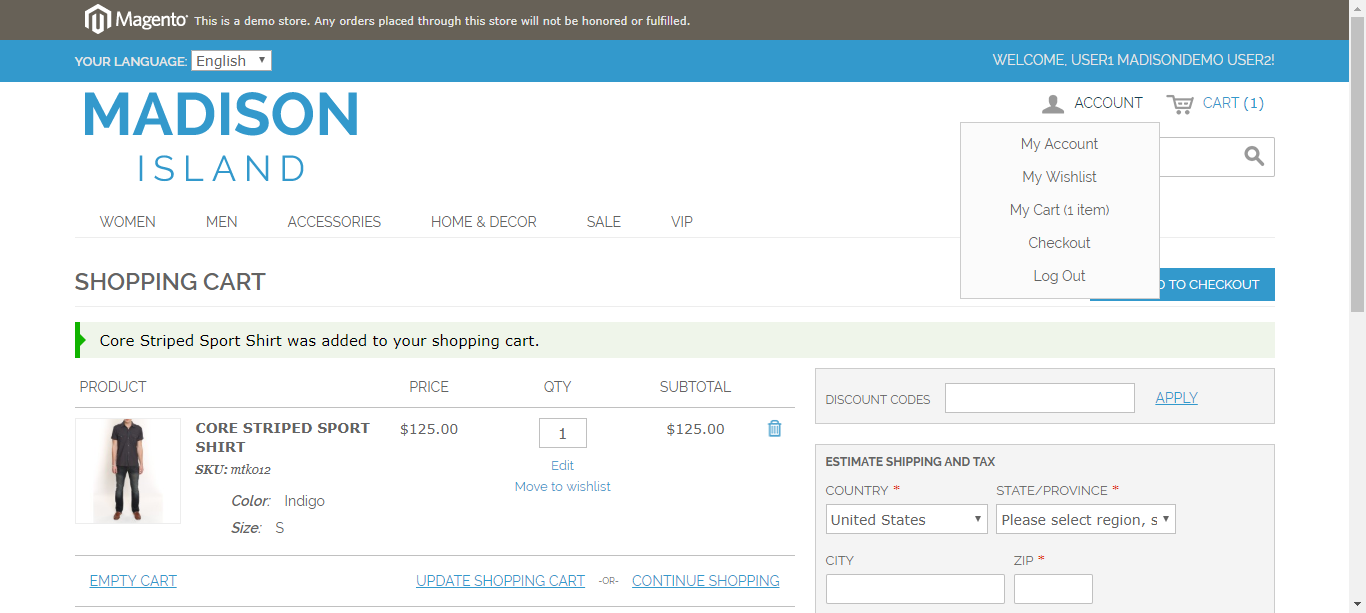 Magento This is a demo store. Any orders placed through this store will not be honored or fulfilled.
YOUR LANGUAGE: English WELCOME, USER1 MADISONDEMO USER2!
MADISON
ISLAND
ACCOUNT CART (1)
My Account
My Wishlist
My Cart (1 item)
Checkout
Log Out
WOMEN MEN ACCESSORIES HOME & DECOR SALE VIP
SHOPPING CART
TO CHECKOUT
Core Striped Sport Shirt was added to your shopping cart.
PRODUCT PRICE QTY SUBTOTAL
CORE STRIPED SPORT
SHIRT
SKU: mtk012
Color: Indigo
Size: S
$125.00
1
Edit
Move to wishlist
$125.00
EMPTY CART UPDATE SHOPPING CART -OR- CONTINUE SHOPPING
DISCOUNT CODES APPLY
ESTIMATE SHIPPING AND TAX
COUNTRY * STATE/PROVINCE *
United States Please select region, s
CITY ZIP *